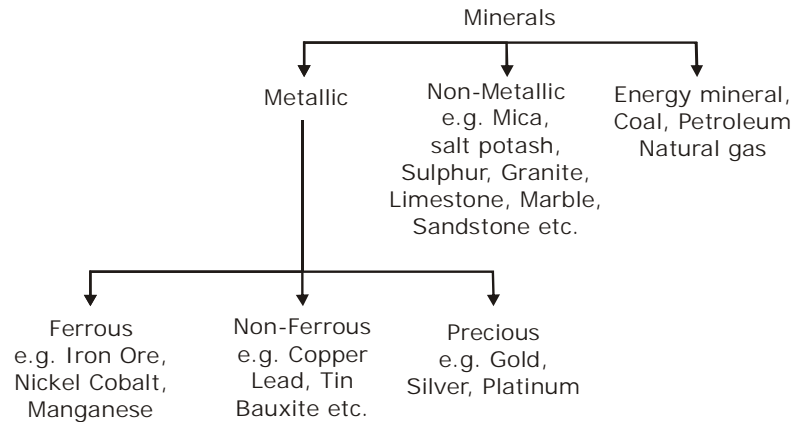 Minerals
Metallic
Non-Metallic
e.g. Mica,
salt potash,
Sulphur, Granite,
Limestone, Marble,
Sandstone etc.
Energy mineral,
Coal, Petroleum
Natural gas
Ferrous
e.g. Iron Ore,
Nickel Cobalt,
Manganese
Non-Ferrous
e.g. Copper
Lead, Tin
Bauxite etc.
Precious
e.g. Gold,
Silver, Platinum